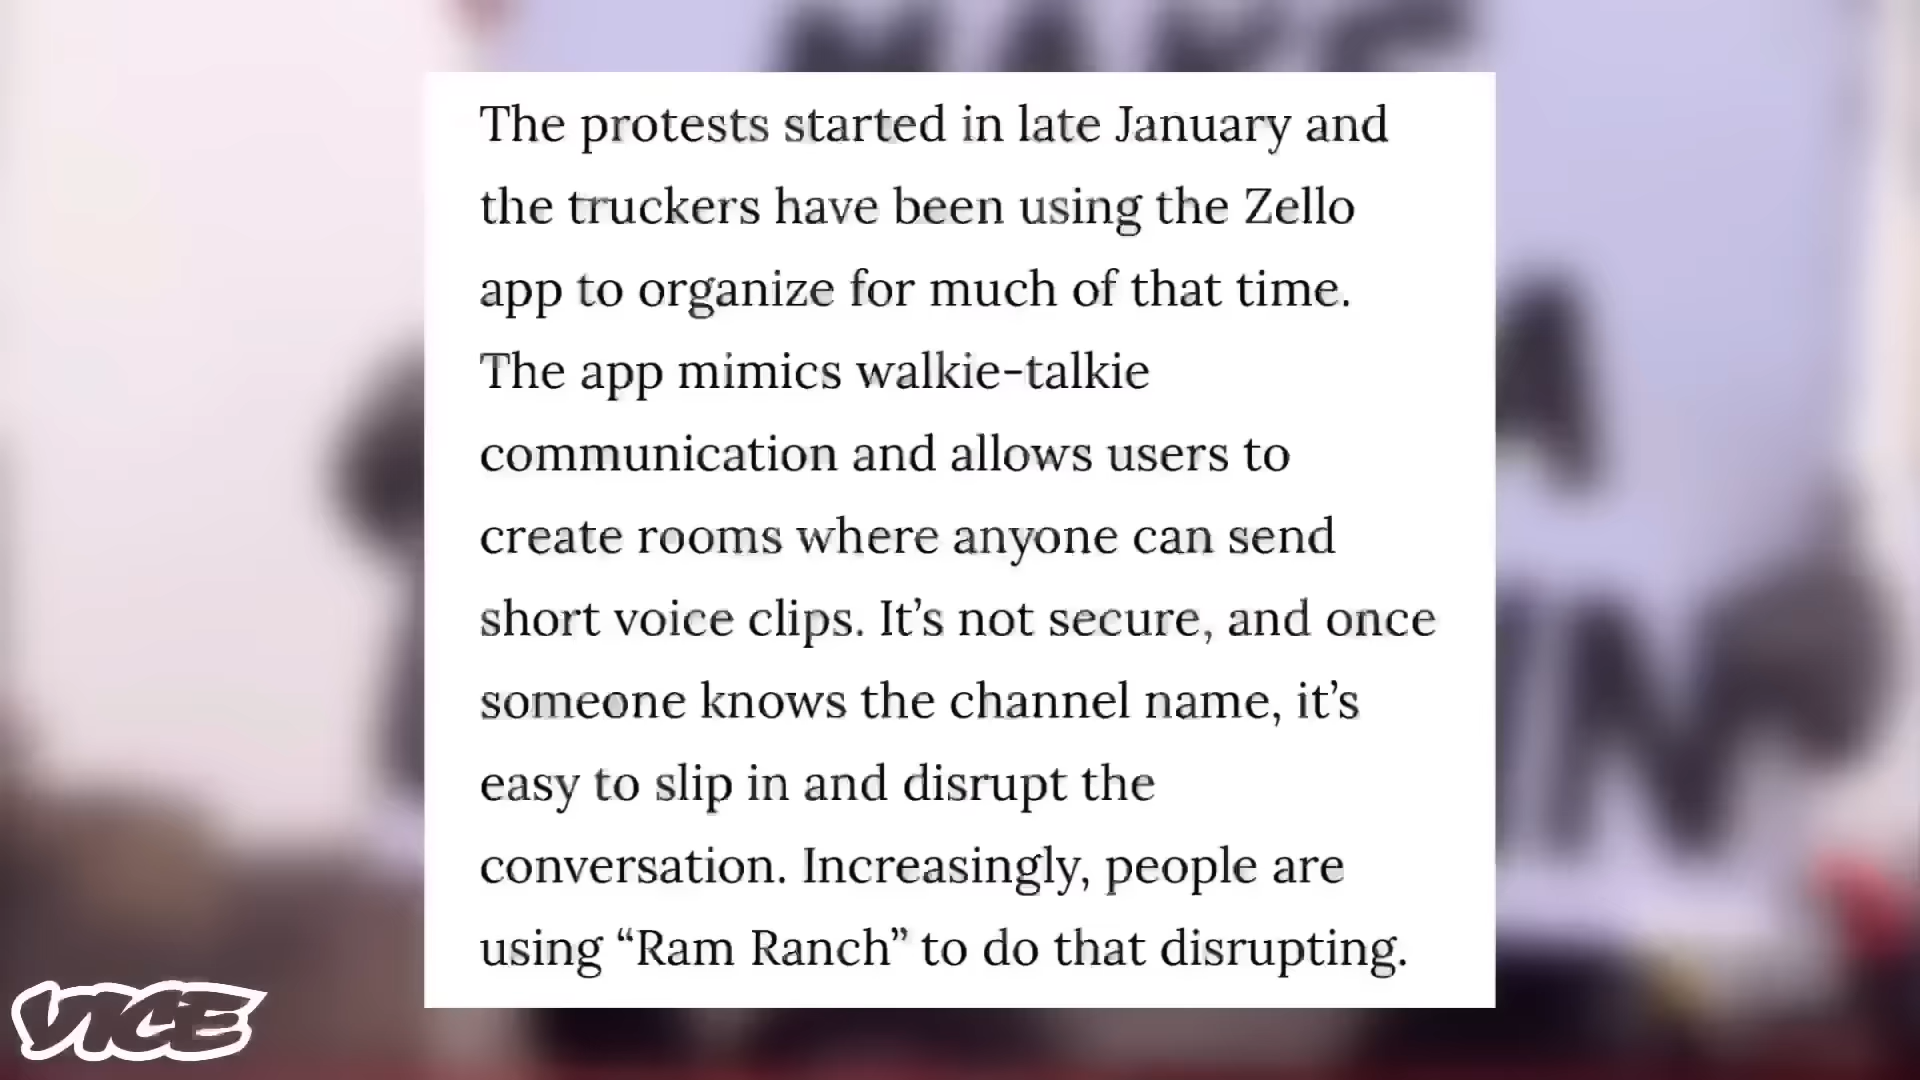 The protests started in late January and
the truckers have been using the Zello
app to organize for much of that time.
The app mimics walkie-talkie
communication and allows users to
create rooms where anyone can send
short voice clips. It’s not secure, and once
someone knows the channel name, it’s
easy to slip in and disrupt the
conversation. Increasingly, people are
using “Ram Ranch” to do that disrupting.
VICE